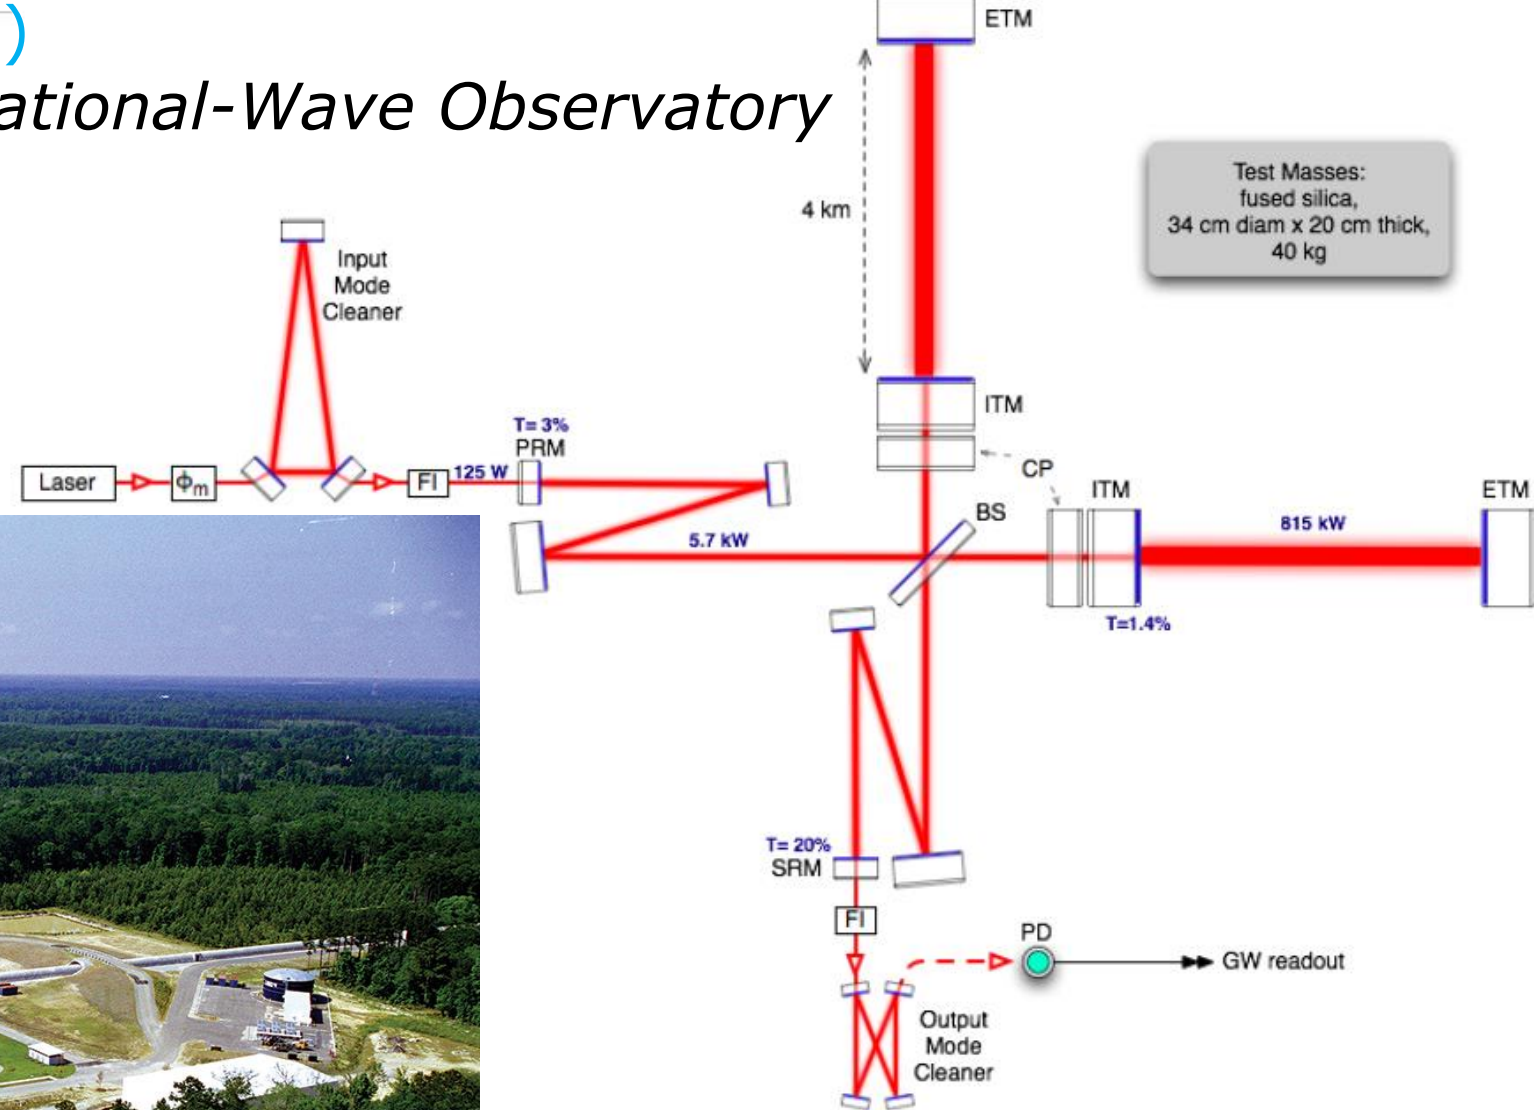 )
ational-Wave Observatory
ETM
4 km
Test Masses:
fused silica,
34 cm diam x 20 cm thick,
40 kg
Input
Mode
Cleaner
ITM
T= 3%
PRM
Laser
Φm
FI
125 W
CP
ITM
ETM
BS
815 kW
5.7 kW
T=1.4%
T= 20%
SRM
FI
PD
GW readout
Output
Mode
Cleaner